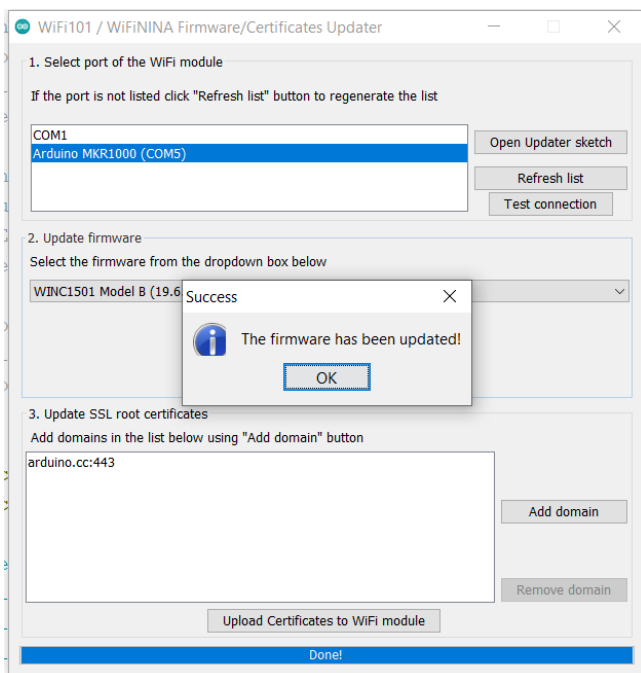 WiFi101 / WiFiNINA Firmware/Certificates Updater
1. Select port of the WiFi module
If the port is not listed click "Refresh list" button to regenerate the list
COM1
Arduino MKR1000 (COM5)
Open Updater sketch
Refresh list
Test connection
2. Update firmware
Select the firmware from the dropdown box below
WINC1501 Model B (19.6
Success
The firmware has been updated!
OK
3. Update SSL root certificates
Add domains in the list below using "Add domain" button
arduino.cc:443
Add domain
Remove domain
Upload Certificates to WiFi module
Done!